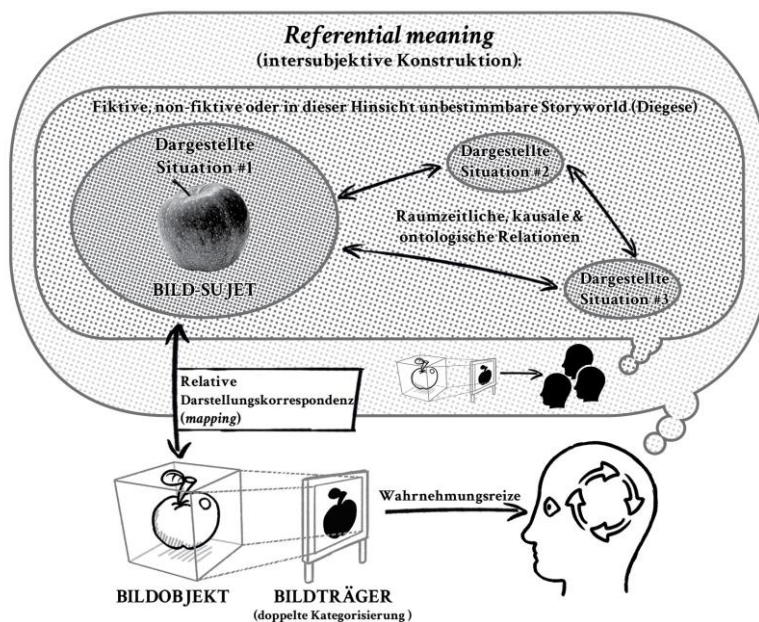 Referential meaning
(intersubjektive Konstruktion):
Fiktive, non-fiktive oder in dieser Hinsicht unbestimmbare Storyworld (Diegese)
Dargestellte
Situation #1
BILD-SUJET
Dargestellte
Situation #2
Raumzeitliche, kausale &
ontologische Relationen
Dargestellte
Situation #3
Relative
Darstellungskorrespondenz
(mapping)
Wahrnehmungsreize
BILDOBJEKT
BILDTRÄGER
(doppelte Kategorisierung )